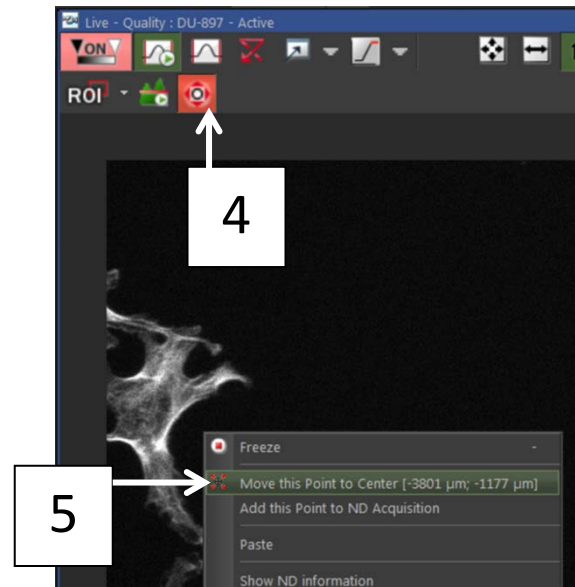 Live - Quality : DU-897 - Active
ON
ROI
4
Freeze -
5
Move this Point to Center [-3801 µm; -1177 µm]
Add this Point to ND Acquisition
Paste
Show ND information